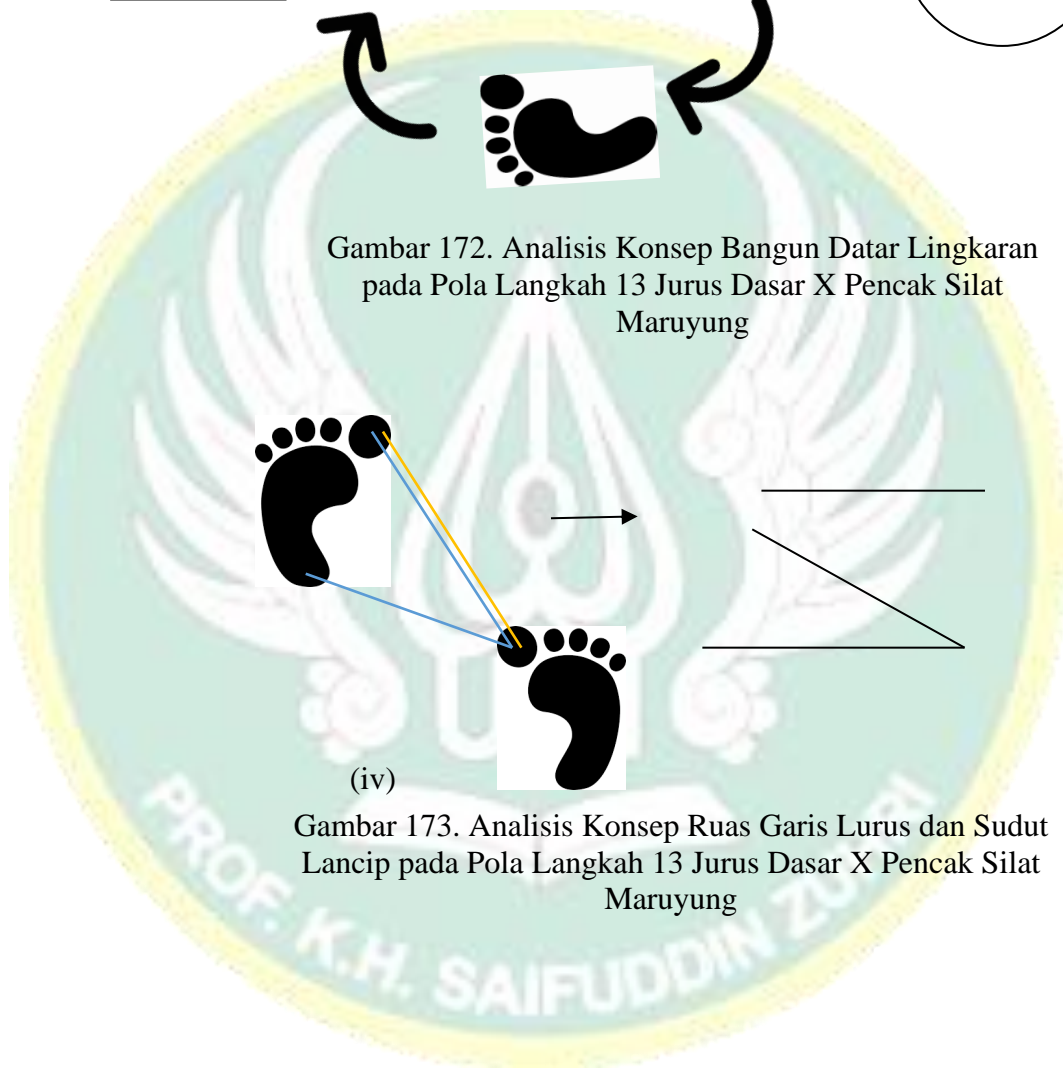 Gambar 172. Analisis Konsep Bangun Datar Lingkaran
pada Pola Langkah 13 Jurus Dasar X Pencak Silat
Maruyung
(iv)
Gambar 173. Analisis Konsep Ruas Garis Lurus dan Sudut
Lancip pada Pola Langkah 13 Jurus Dasar X Pencak Silat
Maruyung
PROF. K.H. SAIFUDDIN ZUHRI